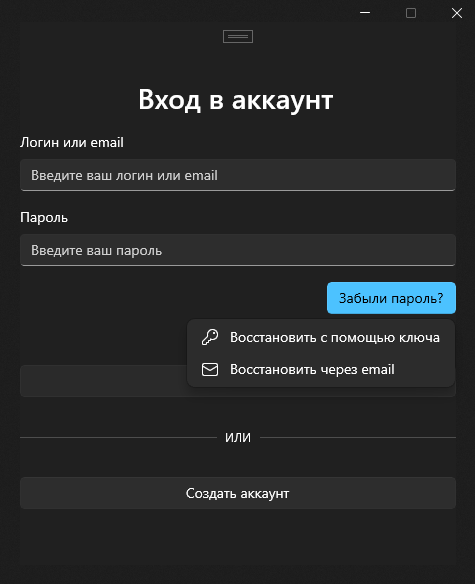 Вход в аккаунт
Логин или email
Введите ваш логин или email
Пароль
Введите ваш пароль
Забыли пароль?
Восстановить с помощью ключа
Восстановить через email
ИЛИ
Создать аккаунт